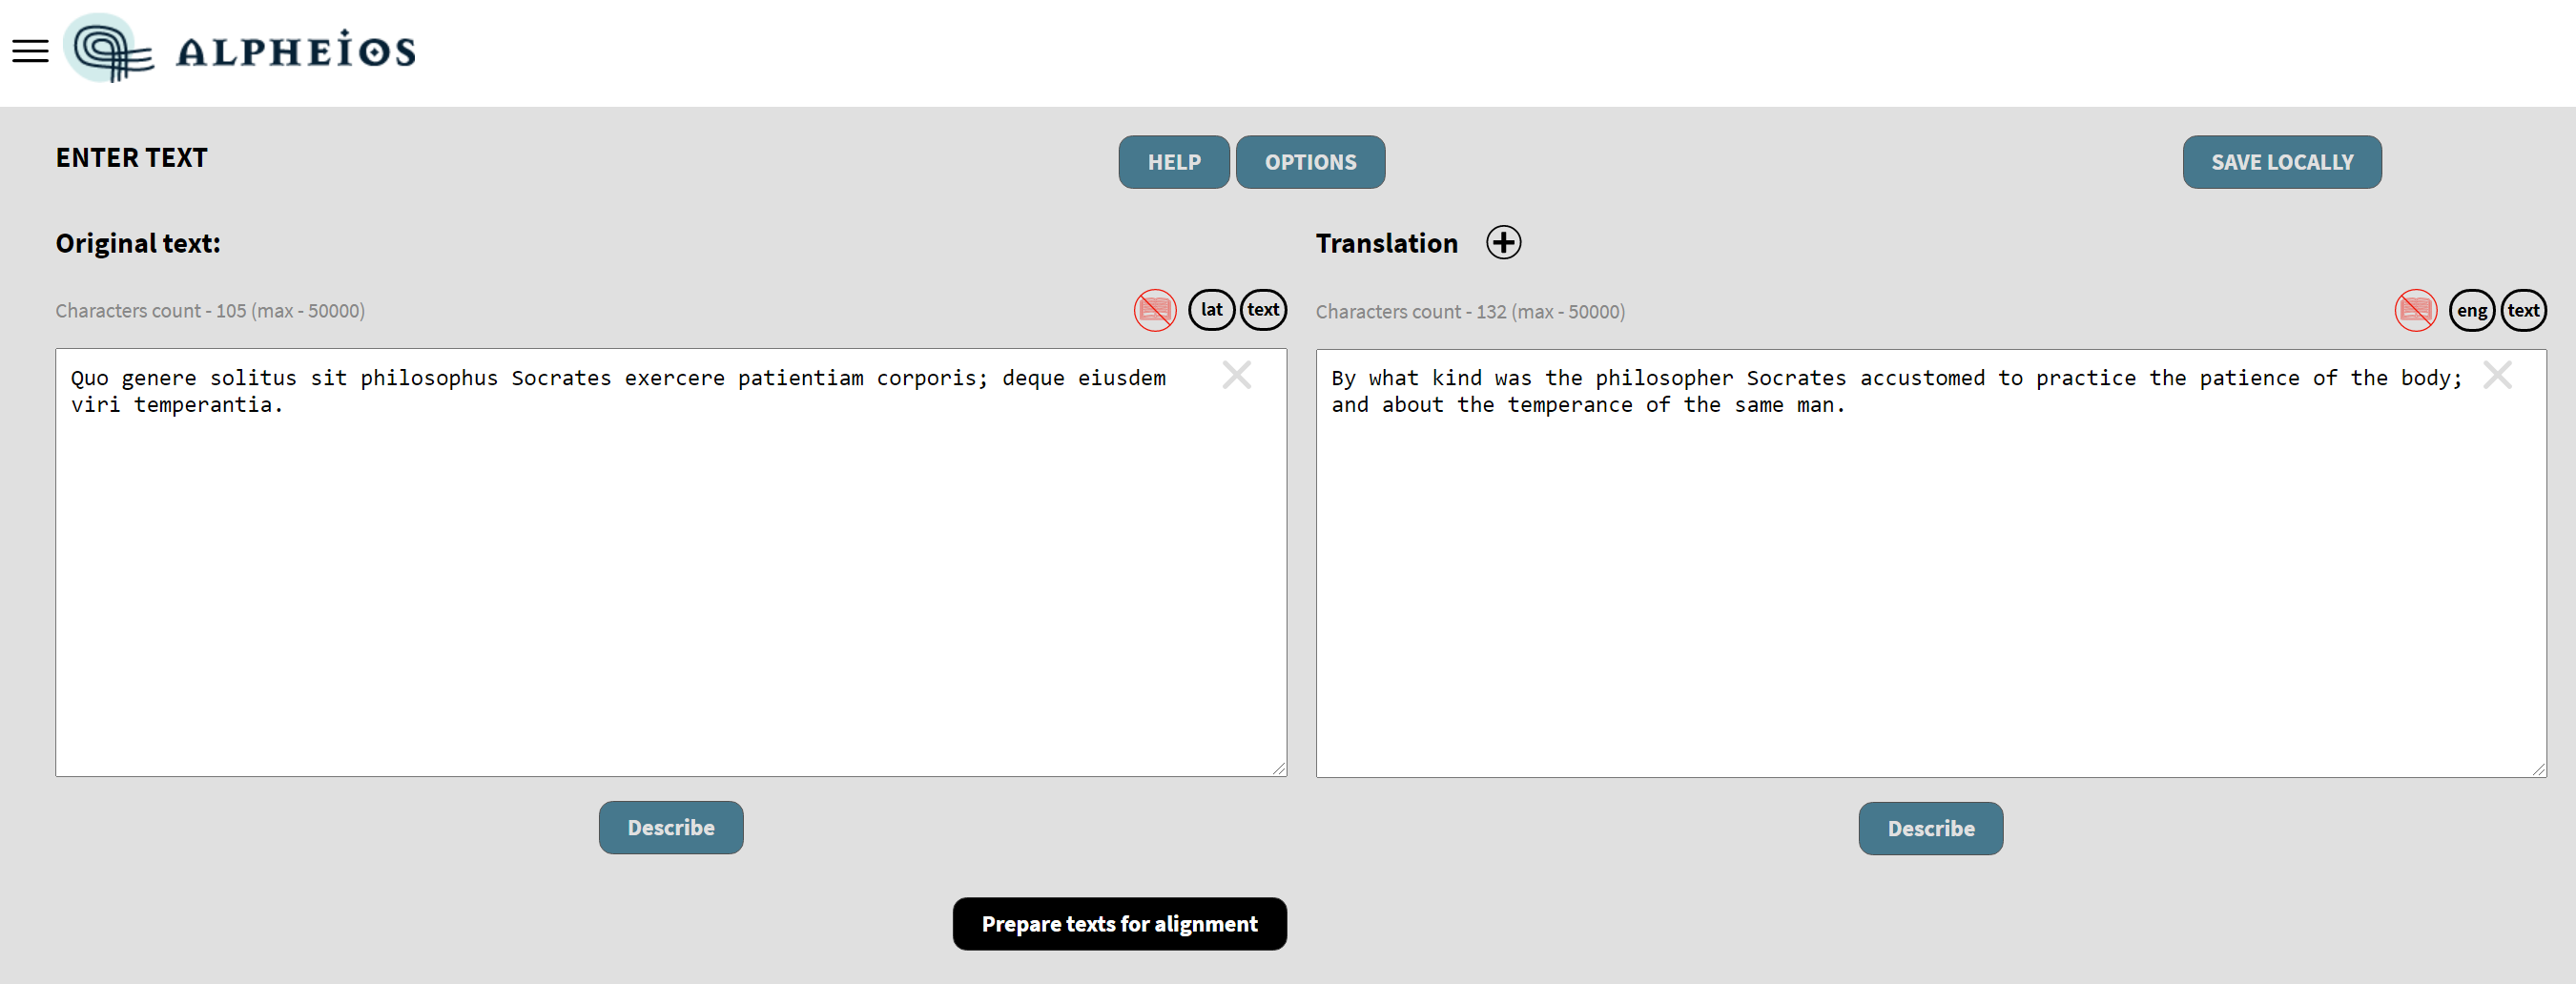 ALPHEIOS
ENTER TEXT
HELP
OPTIONS
SAVE LOCALLY
Original text:
Translation
Characters count - 105 (max - 50000)
lat
text
Characters count - 132 (max - 50000)
eng
text
Quo genere solitus sit philosophus Socrates exercere patientiam corporis; deque eiusdem
viri temperantia.
By what kind was the philosopher Socrates accustomed to practice the patience of the body;
and about the temperance of the same man.
Describe
Describe
Prepare texts for alignment